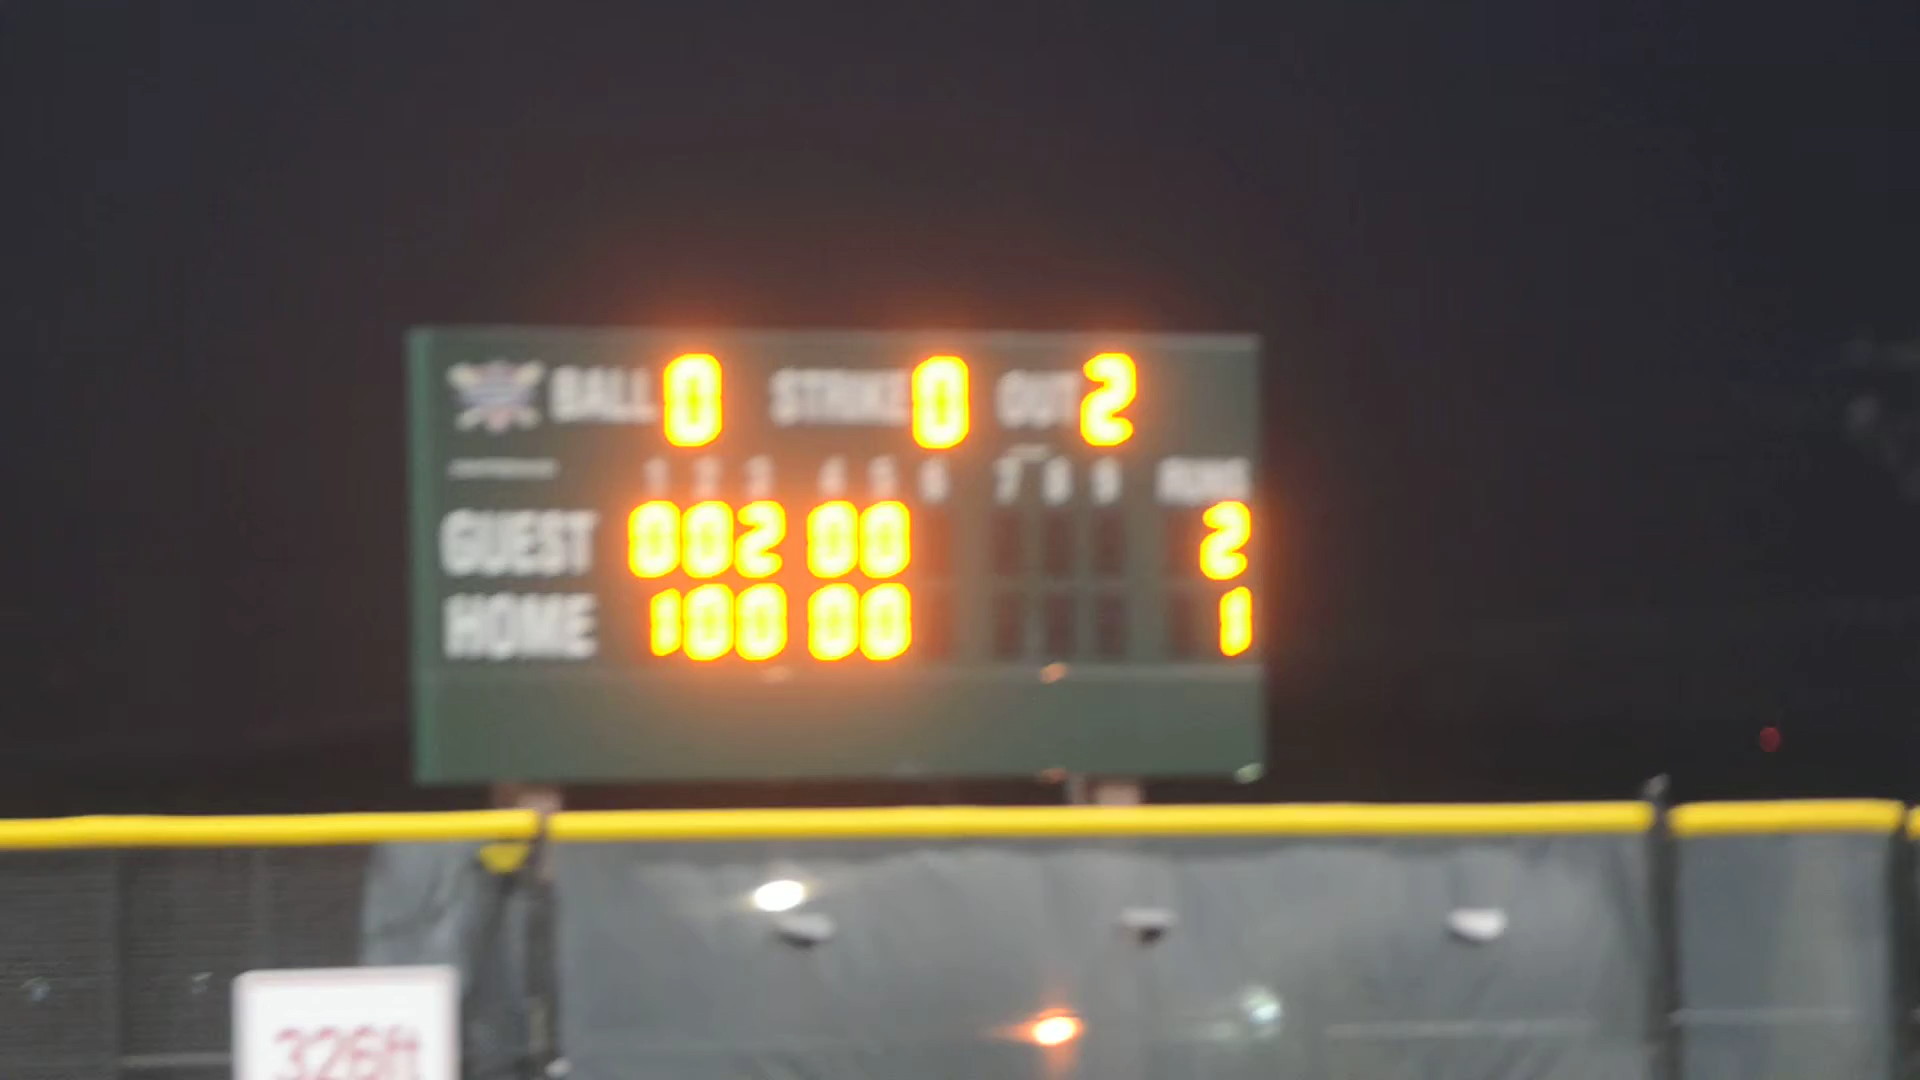 BALL 0 STRIKE 0 OUT 2
1 2 3 4 5 6 7 8 9 RUNS
GUEST 0 0 2 0 0 2
HOME 1 0 0 0 0 1
326ft